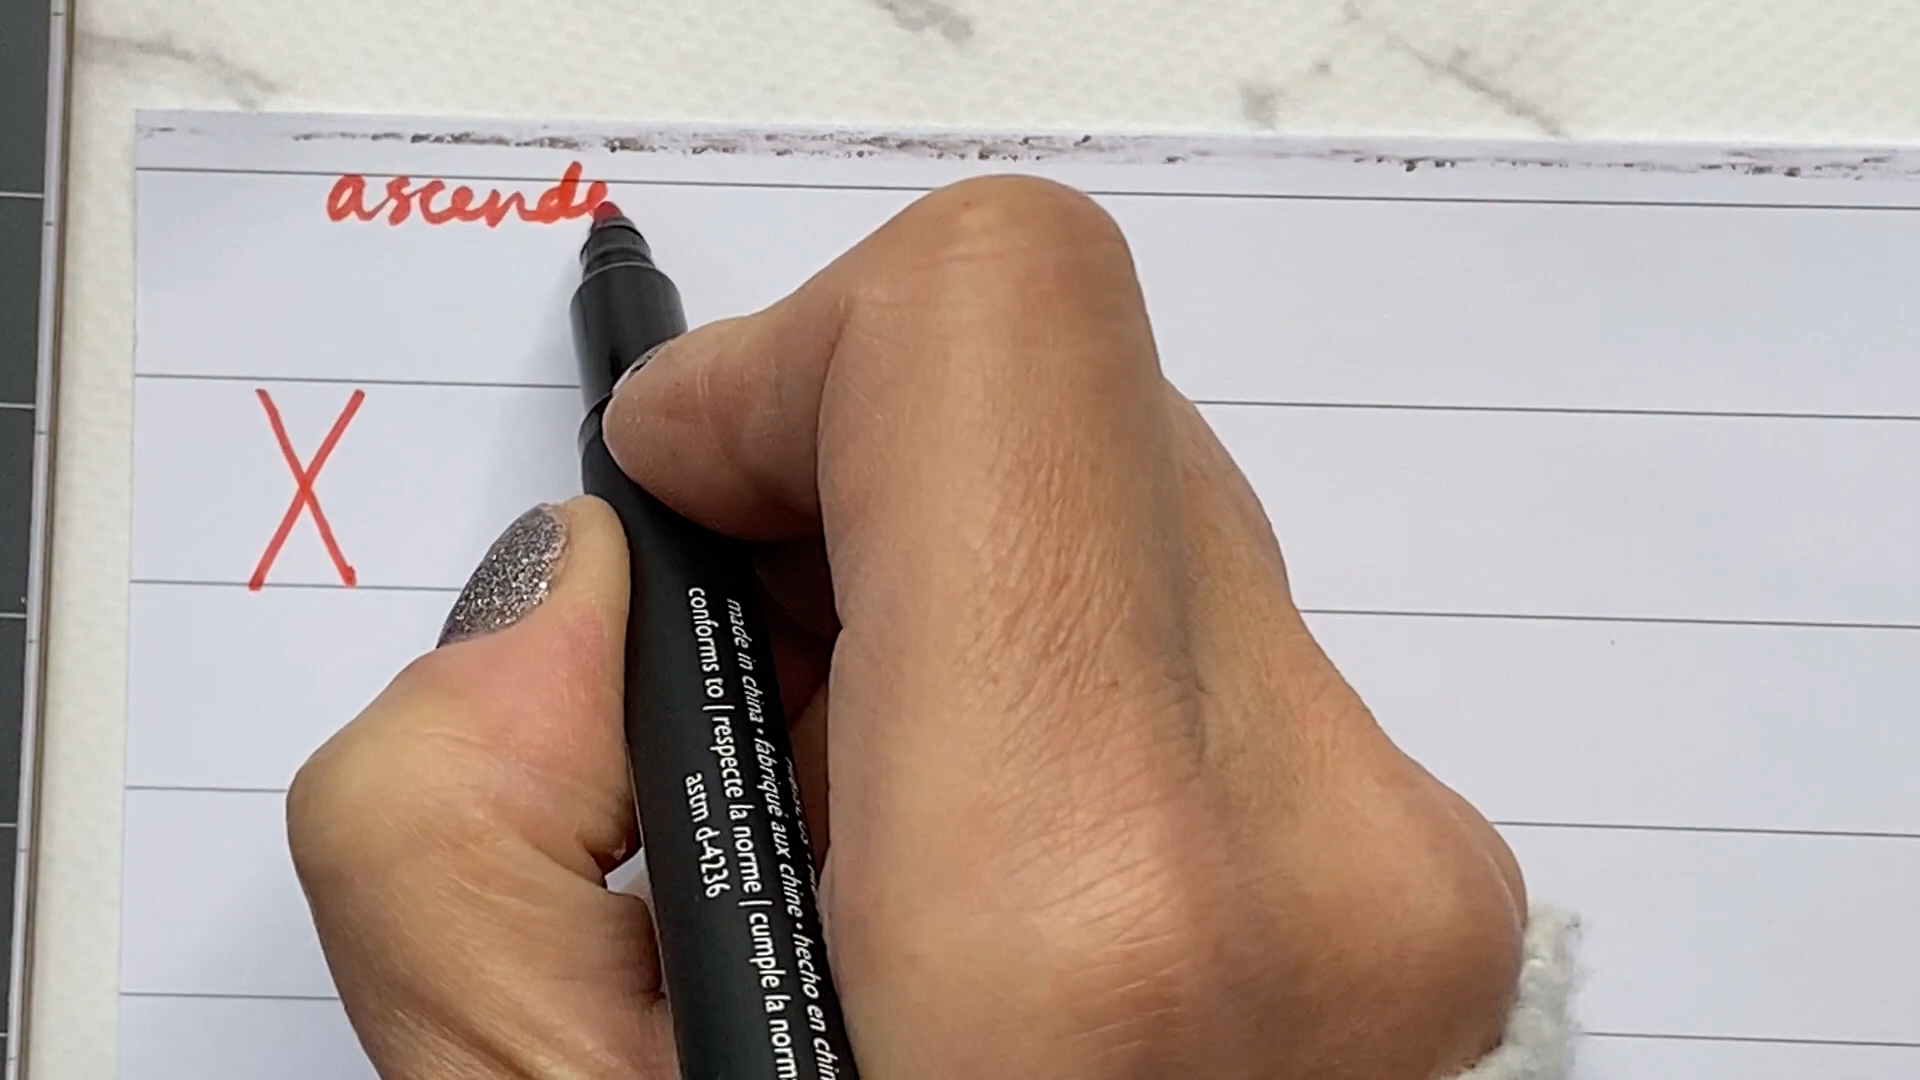 ascende
X
made in china • fabriqué aux chine • hecho en chin
conforms to | respecte la norme | cumple la norm
astm d-4236